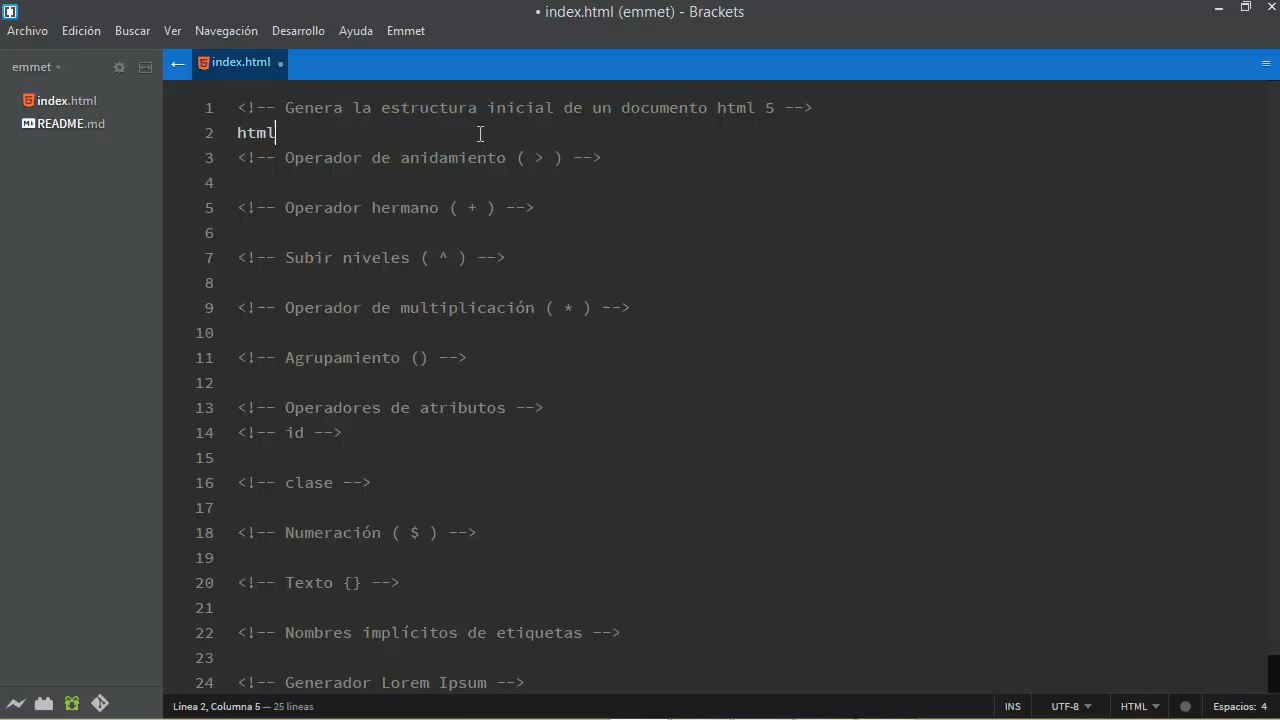 • index.html (emmet) - Brackets
Archivo Edición Buscar Ver Navegación Desarrollo Ayuda Emmet
emmet
index.html
index.html
README.md
1 <!-- Genera la estructura inicial de un documento html 5 -->
2 html
3 <!-- Operador de anidamiento ( > ) -->
4
5 <!-- Operador hermano ( + ) -->
6
7 <!-- Subir niveles ( ^ ) -->
8
9 <!-- Operador de multiplicación ( * ) -->
10
11 <!-- Agrupamiento () -->
12
13 <!-- Operadores de atributos -->
14 <!-- id -->
15
16 <!-- clase -->
17
18 <!-- Numeración ( $ ) -->
19
20 <!-- Texto {} -->
21
22 <!-- Nombres implícitos de etiquetas -->
23
24 <!-- Generador Lorem Ipsum -->
Línea 2, Columna 5 — 25 líneas INS UTF-8 HTML Espacios: 4